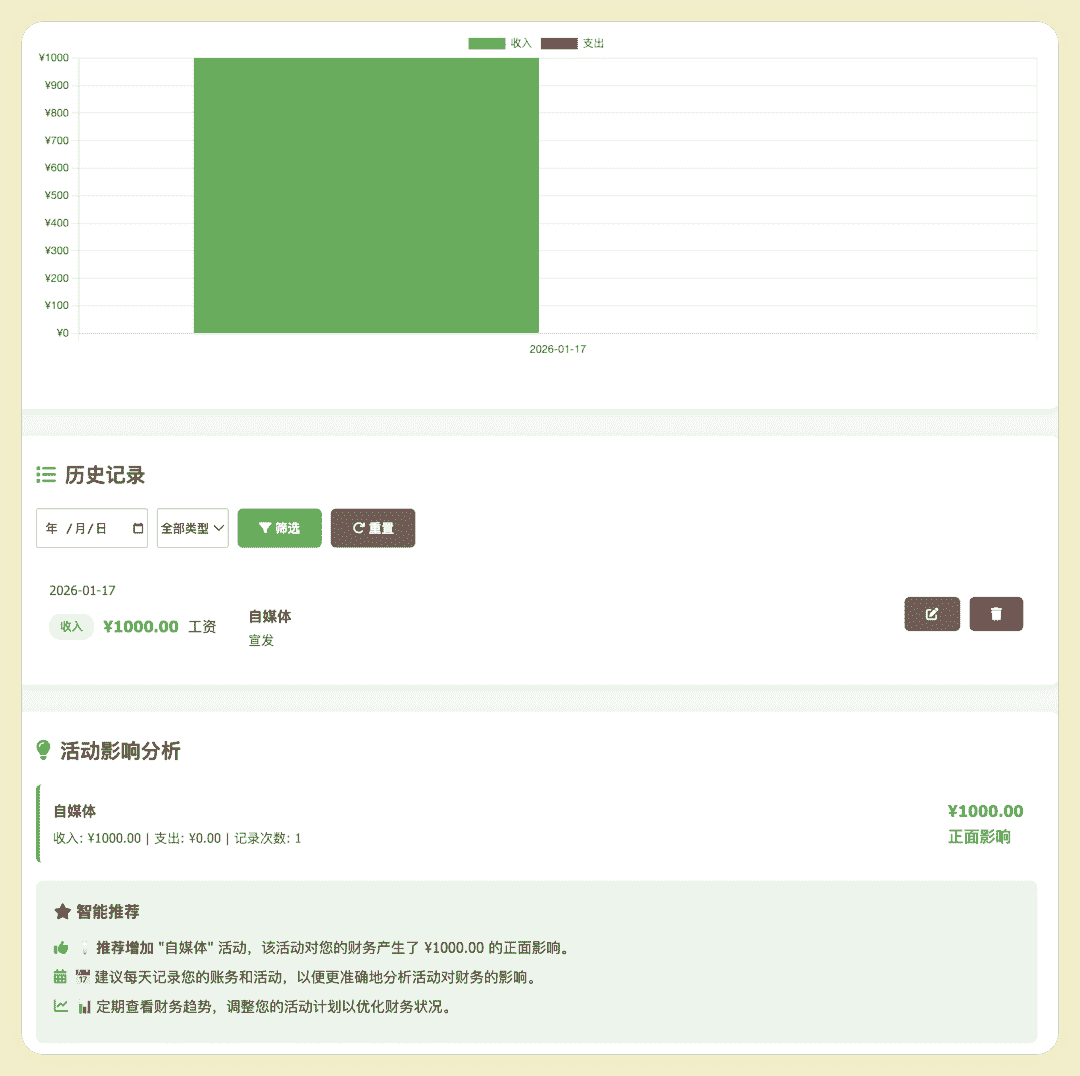 收入 支出
¥1000
¥900
¥800
¥700
¥600
¥500
¥400
¥300
¥200
¥100
¥0
2026-01-17
历史记录
年 /月/日 全部类型 筛选 重置
2026-01-17
收入 ¥1000.00 工资
自媒体
宣发
活动影响分析
自媒体
收入: ¥1000.00 | 支出: ¥0.00 | 记录次数: 1
¥1000.00
正面影响
智能推荐
推荐增加 "自媒体" 活动，该活动对您的财务产生了 ¥1000.00 的正面影响。
建议每天记录您的账务和活动，以便更准确地分析活动对财务的影响。
定期查看财务趋势，调整您的活动计划以优化财务状况。